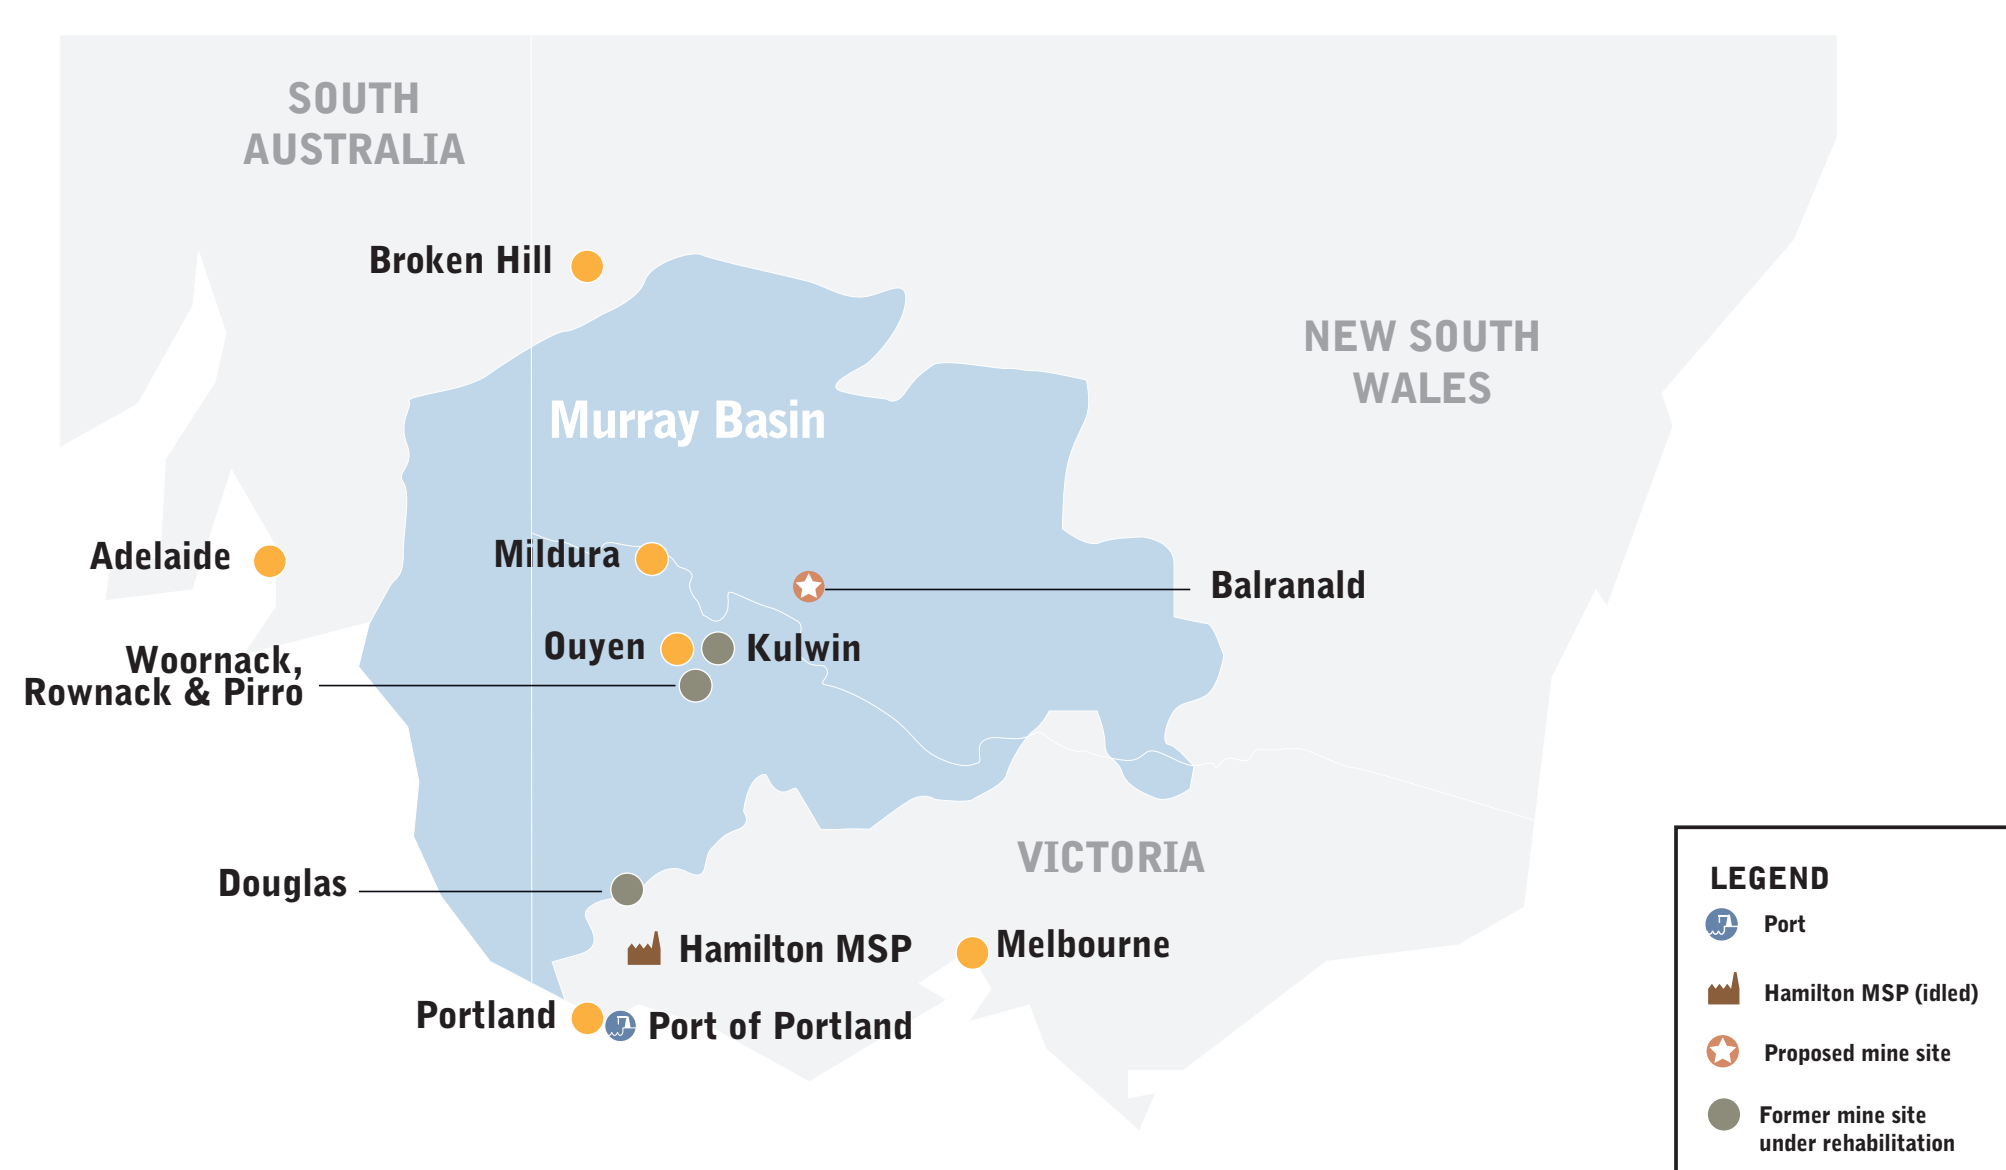 SOUTH
AUSTRALIA
Broken Hill
NEW SOUTH
WALES
Murray Basin
Adelaide
Mildura
Balranald
Ouyen
Kulwin
Woornack,
Rownack & Pirro
VICTORIA
Douglas
Hamilton MSP
Melbourne
Portland
Port of Portland
LEGEND
Port
Hamilton MSP (idled)
Proposed mine site
Former mine site
under rehabilitation